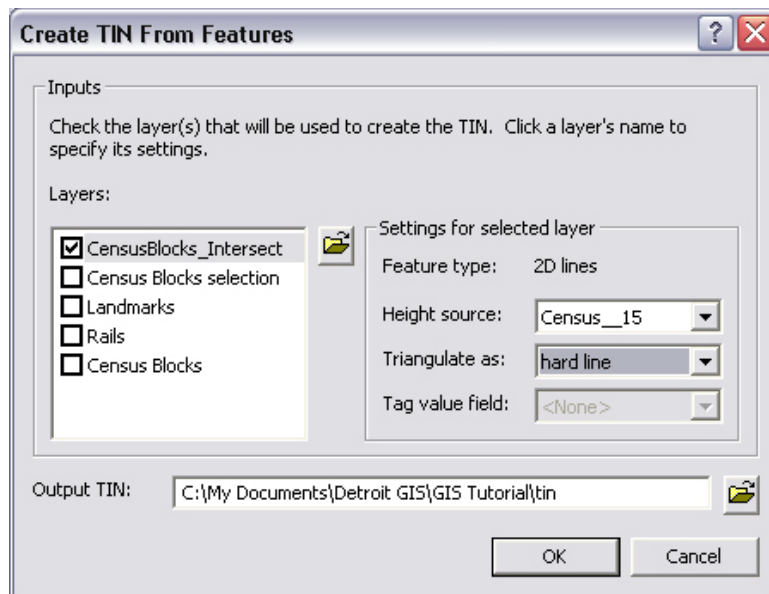 Create TIN From Features
Inputs
Check the layer(s) that will be used to create the TIN. Click a layer's name to
specify its settings.
Layers:
CensusBlocks_Intersect
Census Blocks selection
Landmarks
Rails
Census Blocks
Settings for selected layer
Feature type: 2D lines
Height source: Census__15
Triangulate as: hard line
Tag value field: <None>
Output TIN: C:\My Documents\Detroit GIS\GIS Tutorial\tin
OK Cancel